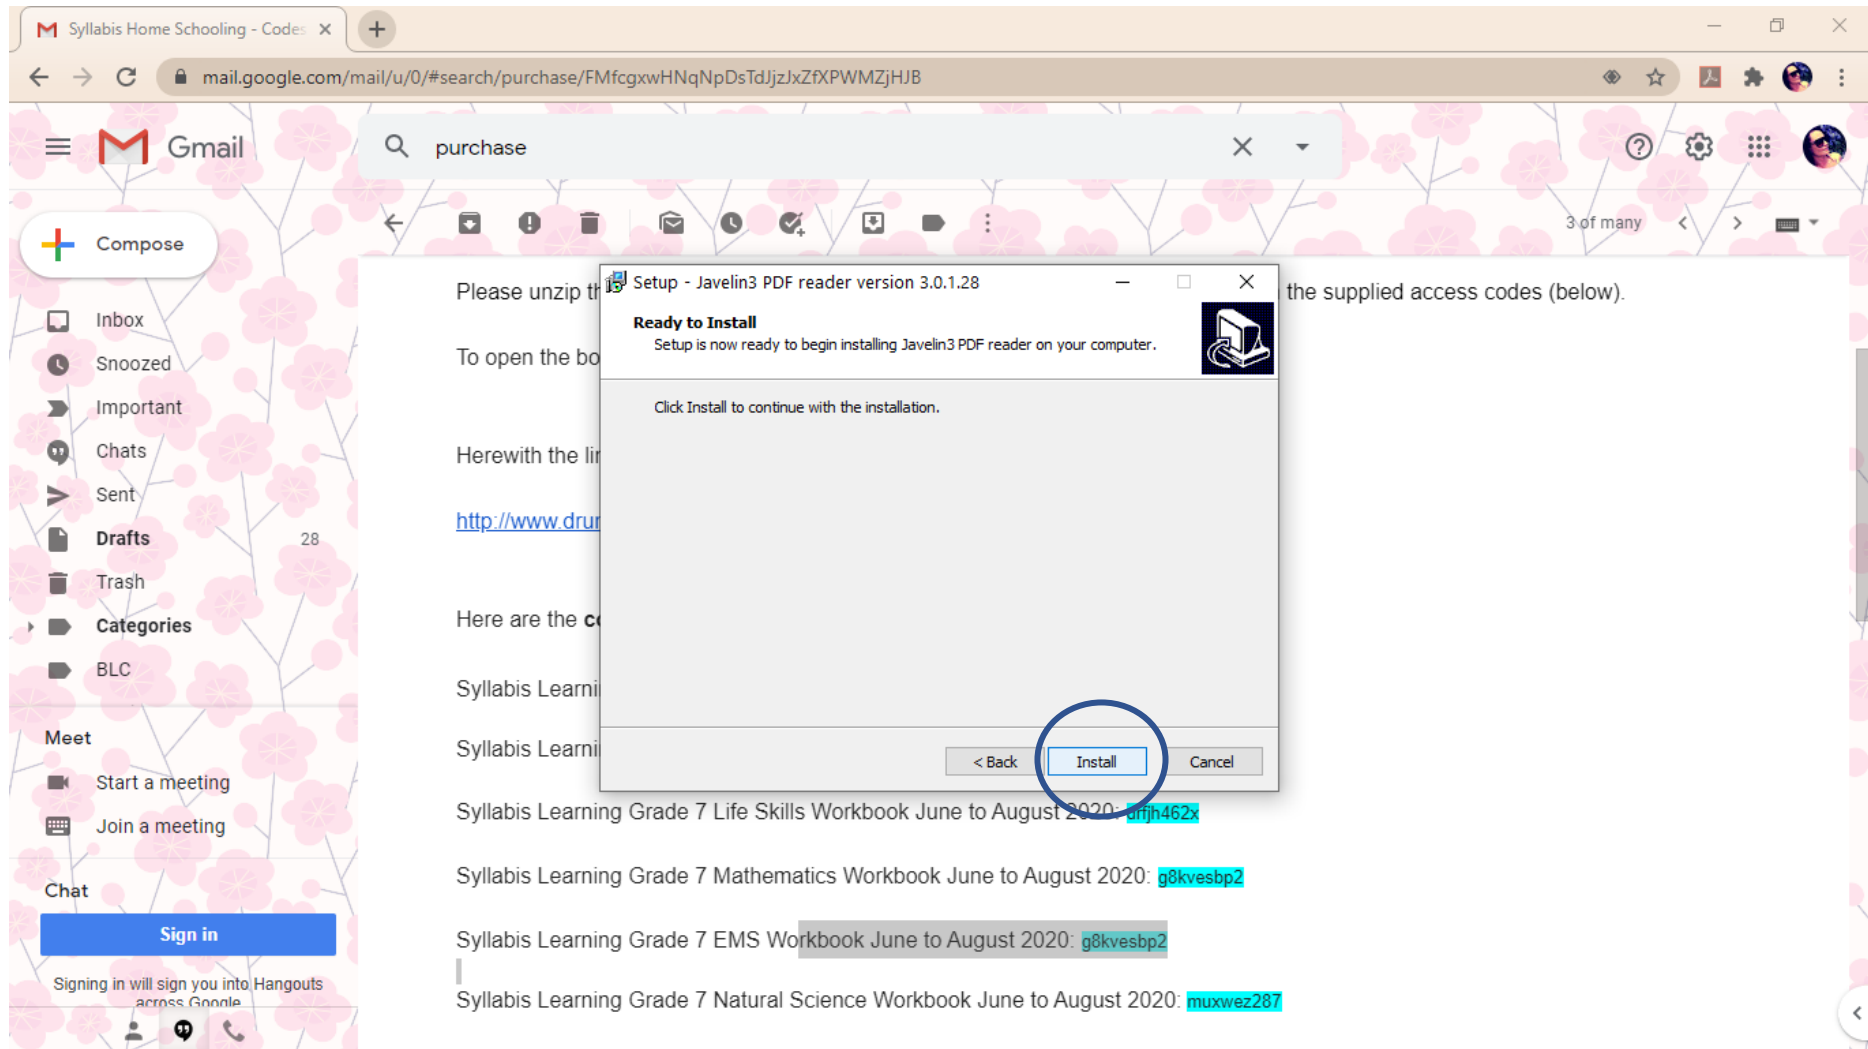 Syllabis Home Schooling - Codes
mail.google.com/mail/u/0/#search/purchase/FMfcgxwHNqNpDsTdJjzJxZfXPWMZjHJB
Gmail
purchase
3 of many
Compose
Inbox
Snoozed
Important
Chats
Sent
Drafts 28
Trash
Categories
BLC
Meet
Start a meeting
Join a meeting
Chat
Sign in
Signing in will sign you into Hangouts
across Google
Please unzip th
the supplied access codes (below).
To open the bo
Herewith the lin
http://www.drum
Here are the co
Syllabis Learni
Syllabis Learni
Setup - Javelin3 PDF reader version 3.0.1.28
Ready to Install
Setup is now ready to begin installing Javelin3 PDF reader on your computer.
Click Install to continue with the installation.
< Back Install Cancel
Syllabis Learning Grade 7 Life Skills Workbook June to August 2020:
Syllabis Learning Grade 7 Mathematics Workbook June to August 2020: g8kvesbp2
Syllabis Learning Grade 7 EMS Workbook June to August 2020: g8kvesbp2
Syllabis Learning Grade 7 Natural Science Workbook June to August 2020: muxwez287